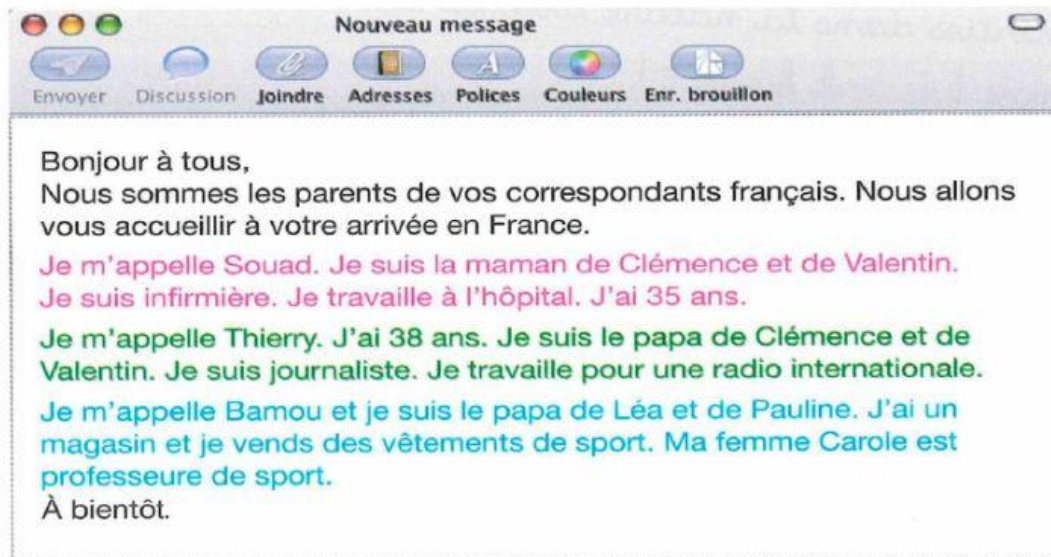 Nouveau message
Envoyer Discussion Joindre Adresses Polices Couleurs Enr. brouillon
Bonjour à tous,
Nous sommes les parents de vos correspondants français. Nous allons
vous accueillir à votre arrivée en France.
Je m'appelle Souad. Je suis la maman de Clémence et de Valentin.
Je suis infirmière. Je travaille à l'hôpital. J'ai 35 ans.
Je m'appelle Thierry. J'ai 38 ans. Je suis le papa de Clémence et de
Valentin. Je suis journaliste. Je travaille pour une radio internationale.
Je m'appelle Bamou et je suis le papa de Léa et de Pauline. J'ai un
magasin et je vends des vêtements de sport. Ma femme Carole est
professeure de sport.
À bientôt.